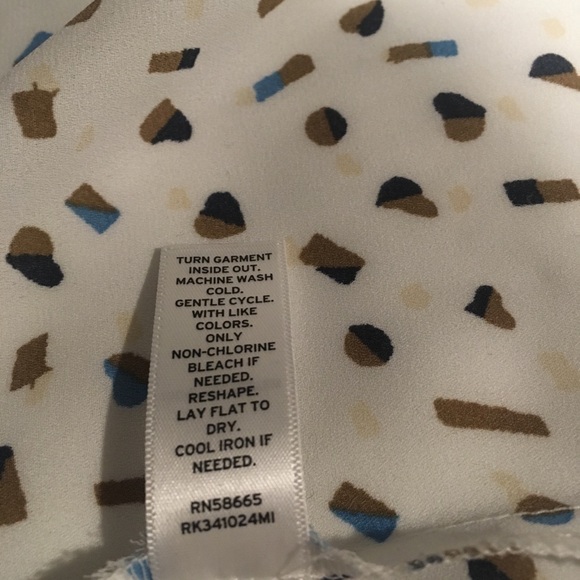 TURN GARMENT
INSIDE OUT.
MACHINE WASH
COLD.
GENTLE CYCLE.
WITH LIKE
COLORS.
ONLY
NON-CHLORINE
BLEACH IF
NEEDED.
RESHAPE.
LAY FLAT TO
DRY.
COOL IRON IF
NEEDED.
RN58665
RK341024MI